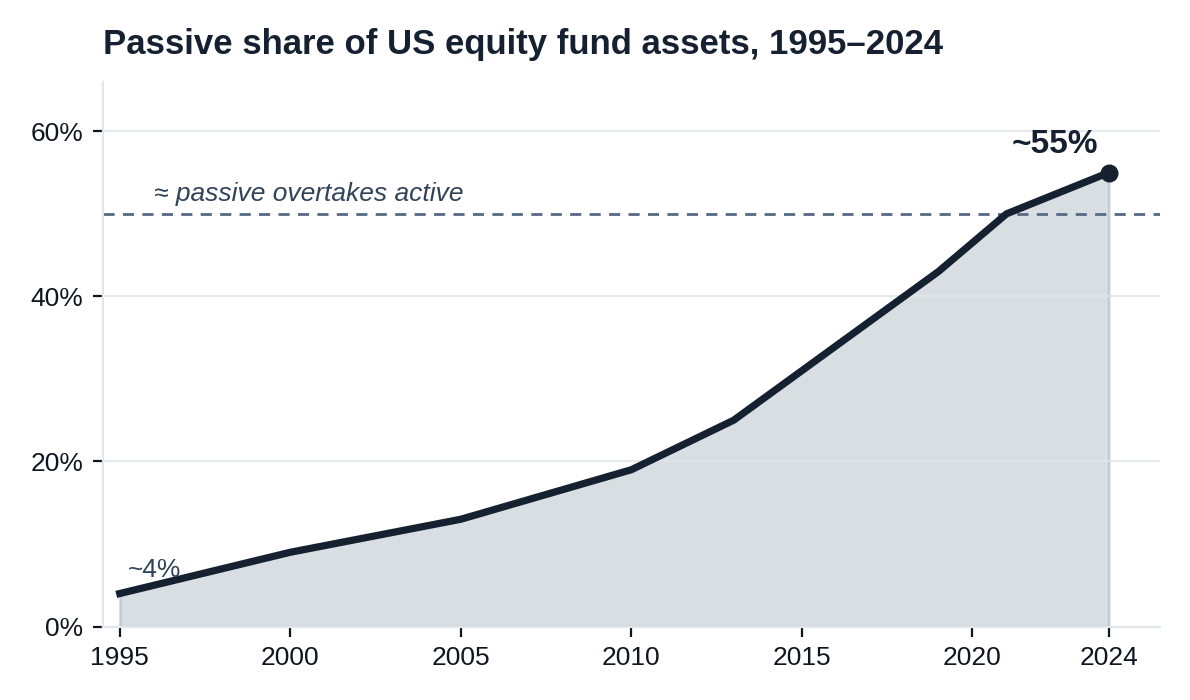 Passive share of US equity fund assets, 1995–2024
60%
~55%
≈ passive overtakes active
40%
20%
~4%
0%
1995 2000 2005 2010 2015 2020 2024